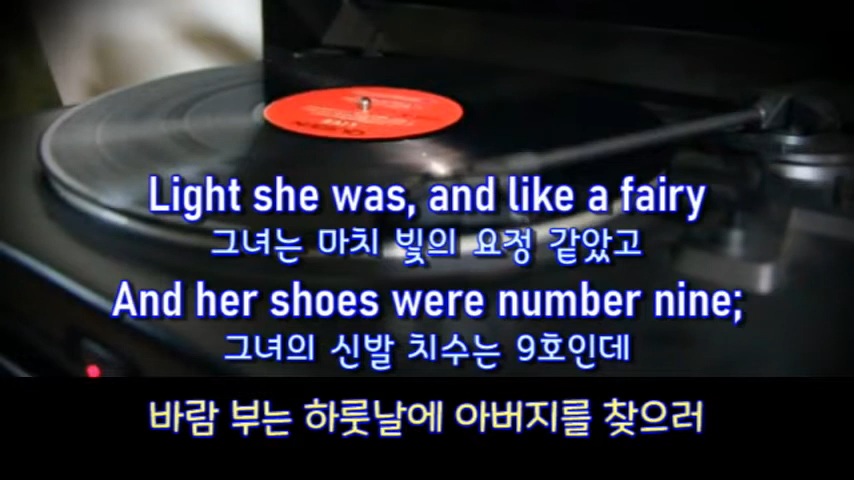 Light she was, and like a fairy
그녀는 마치 빛의 요정 같았고
And her shoes were number nine;
그녀의 신발 치수는 9호인데
바람 부는 하룻날에 아버지를 찾으러